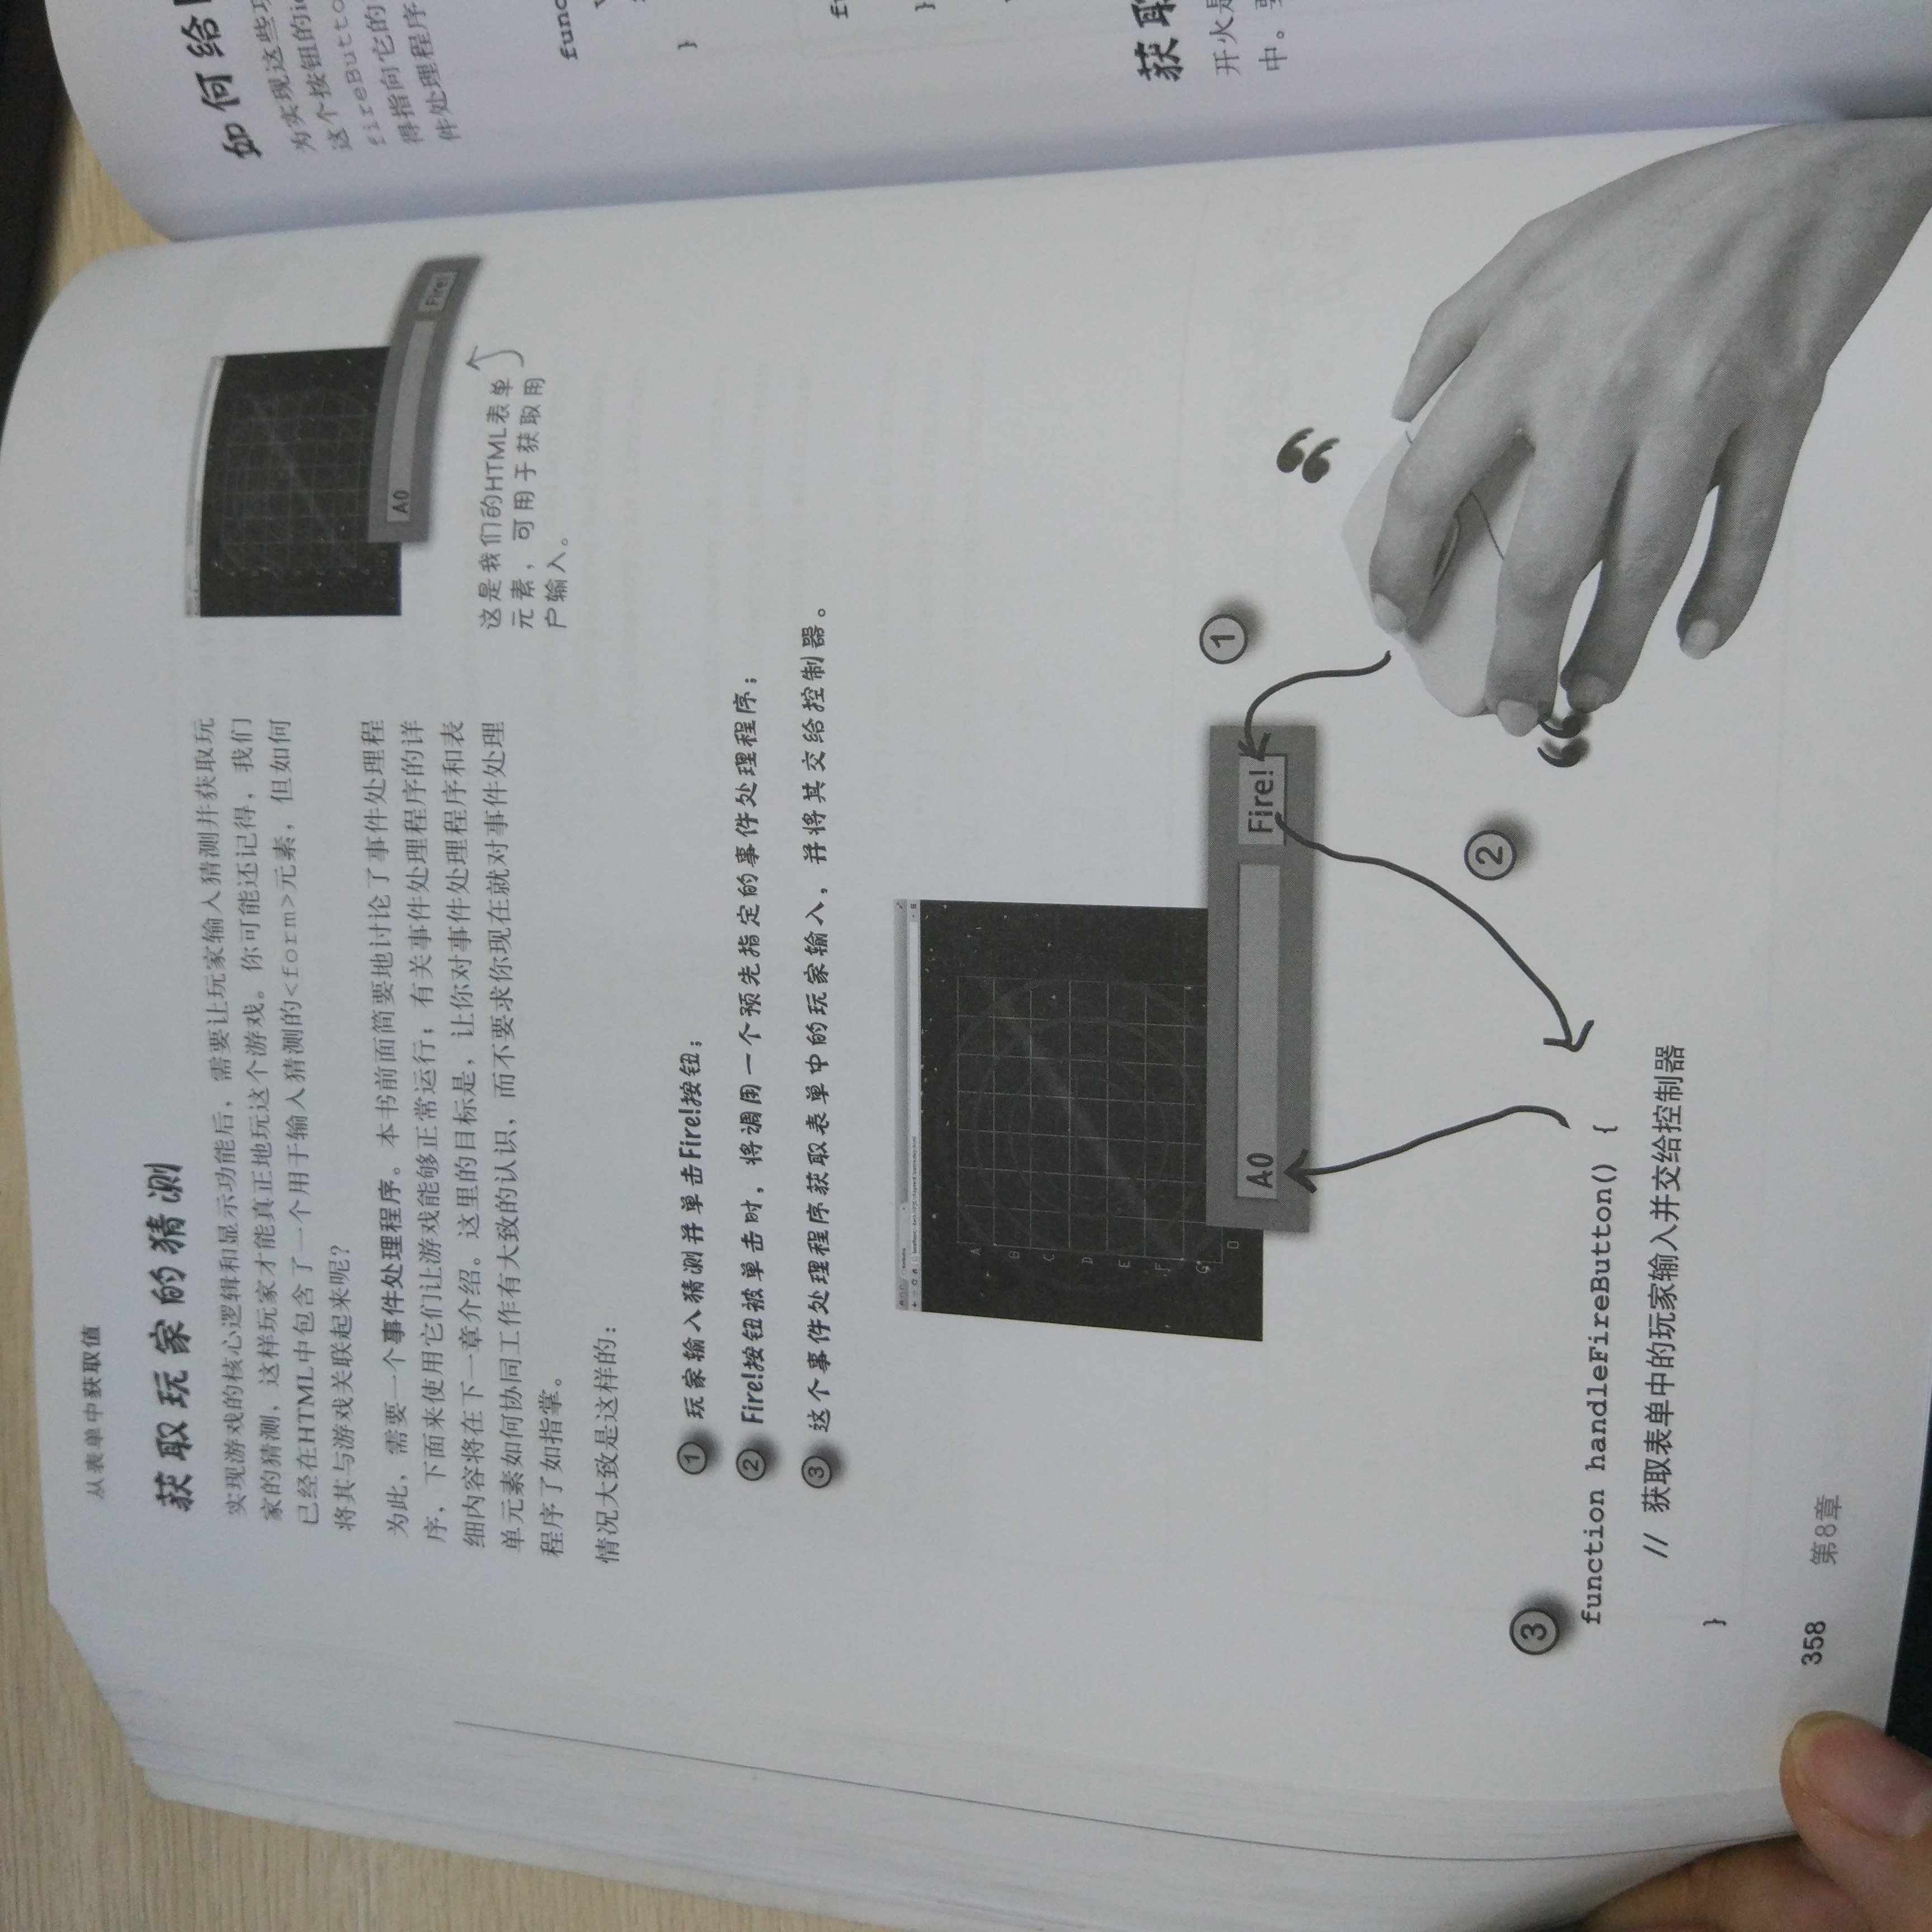 从表单中获取值
获取玩家的猜测
实现游戏的核心逻辑和显示功能后，需要让玩家输入猜测并获取玩
家的猜测，这样玩家才能真正地玩这个游戏。你可能还记得，我们
已经在HTML中包含了一个用于输入猜测的<form>元素，但如何
将其与游戏关联起来呢？
为此，需要一个事件处理程序。本书前面简要地讨论了事件处理程
序，下面来使用它们让游戏能够正常运行；有关事件处理程序的详
细内容将在下一章介绍。这里的目标是，让你对事件处理程序和表
单元素如何协同工作有大致的认识，而不要求你现在就对事件处理
程序了如指掌。
情况大致是这样的：
A0
Fire!
这是我们的HTML表单
元素，可用于获取用
户输入。
① 玩家输入猜测并单击Fire!按钮；
② Fire!按钮被单击时，将调用一个预先指定的事件处理程序；
③ 这个事件处理程序获取表单中的玩家输入，并将其交给控制器。
A
B
C
D
E
F
G
0
A0
Fire!
①
②
“
“
③
function handleFireButton() {
// 获取表单中的玩家输入并交给控制器
}
358 第8章
如何给
为实现这些
这个按钮的i
fireButto
得指向它的
件处理程序
func
}
}
获取
开火是
中。